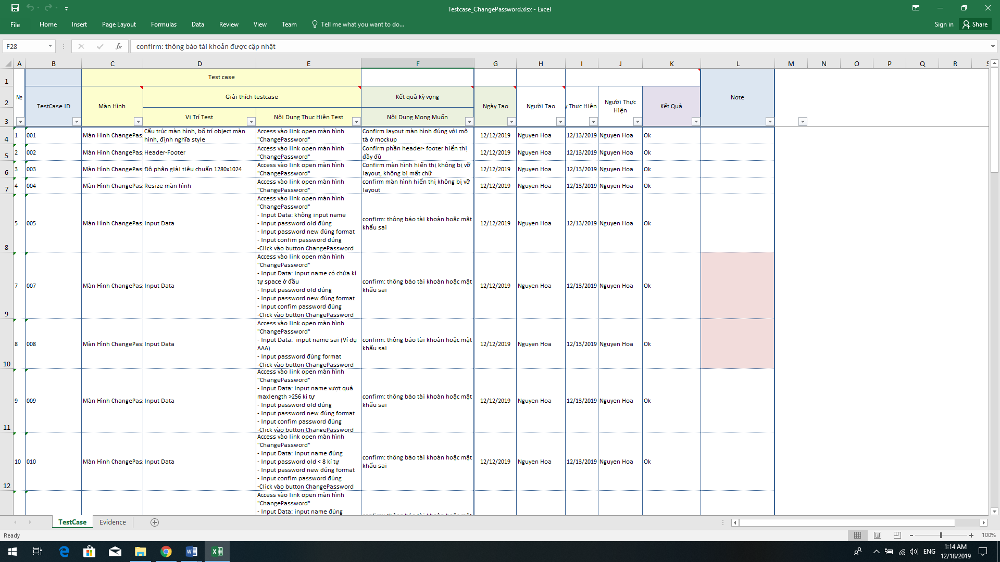 Testcase_ChangePassword.xlsx - Excel
File Home Insert Page Layout Formulas Data Review View Team Tell me what you want to do... Sign in Share
F28 fx confirm: thông báo tài khoản được cập nhật
A B C D E F G H I J K L M N O P Q R S
1 Test case
№ Note
2 TestCase ID Màn Hình Giải thích testcase Kết quả kỳ vọng Ngày Tạo Người Tạo y Thực Hiện Người Thực Hiện Kết Quả
3 Vị Trí Test Nội Dung Thực Hiện Test Nội Dung Mong Muốn
4 1 001 Màn Hình ChangePas Cấu trúc màn hình, bố trí object màn hình, định nghĩa style Access vào link open màn hình "ChangePassword" Confirm layout màn hình đúng với mô tả ở mockup 12/12/2019 Nguyen Hoa 12/13/2019 Nguyen Hoa Ok
5 2 002 Màn Hình ChangePas Header-Footer Access vào link open màn hình "ChangePassword" Confirm phần header- footer hiển thị đầy đủ 12/12/2019 Nguyen Hoa 12/13/2019 Nguyen Hoa Ok
6 3 003 Màn Hình ChangePas Độ phân giải tiêu chuẩn 1280x1024 Access vào link open màn hình "ChangePassword" Confirm màn hình hiển thị không bị vỡ layout, không bị mất chữ 12/12/2019 Nguyen Hoa 12/13/2019 Nguyen Hoa Ok
7 4 004 Màn Hình ChangePas Resize màn hình Access vào link open màn hình "ChangePassword" confirm màn hình hiển thị không bị vỡ layout 12/12/2019 Nguyen Hoa 12/13/2019 Nguyen Hoa Ok
Access vào link open màn hình
"ChangePassword"
- Input Data: không input name
5 005 Màn Hình ChangePas Input Data - Input password old đúng confirm: thông báo tài khoản hoặc mật khẩu sai 12/12/2019 Nguyen Hoa 12/13/2019 Nguyen Hoa Ok
- Input password new đúng format
- Input confim password đúng
8 -Click vào button ChangePassword
Access vào link open màn hình
"ChangePassword"
- Input Data: input name có chứa kí
tự space ở đầu
7 007 Màn Hình ChangePas Input Data - Input password old đúng confirm: thông báo tài khoản hoặc mật khẩu sai 12/12/2019 Nguyen Hoa 12/13/2019 Nguyen Hoa Ok
- Input password new đúng format
- Input confim password đúng
9 -Click vào button ChangePassword
Access vào link open màn hình
"ChangePassword"
- Input Data:  input name sai (Ví dụ
8 008 Màn Hình ChangePas Input Data AAA) confirm: thông báo tài khoản hoặc mật khẩu sai 12/12/2019 Nguyen Hoa 12/13/2019 Nguyen Hoa Ok
- Input password đúng format
10 -Click vào button ChangePassword
Access vào link open màn hình
"ChangePassword"
- Input Data: input name vượt quá
maxlength >256 kí tự
9 009 Màn Hình ChangePas Input Data - Input password old đúng confirm: thông báo tài khoản hoặc mật khẩu sai 12/12/2019 Nguyen Hoa 12/13/2019 Nguyen Hoa Ok
- Input password new đúng format
- Input confim password đúng
11 -Click vào button ChangePassword
Access vào link open màn hình
"ChangePassword"
- Input Data: input name đúng
10 010 Màn Hình ChangePas Input Data - Input password old < 8 kí tự confirm: thông báo tài khoản hoặc mật khẩu sai 12/12/2019 Nguyen Hoa 12/13/2019 Nguyen Hoa Ok
- Input password new đúng format
- Input confim password đúng
12 -Click vào button ChangePassword
Access vào link open màn hình
"ChangePassword"
- Input Data: input name đúng
confirm: thông báo tài khoản hoặc mật
TestCase Evidence
Ready 100%
ENG 1:14 AM
12/18/2019